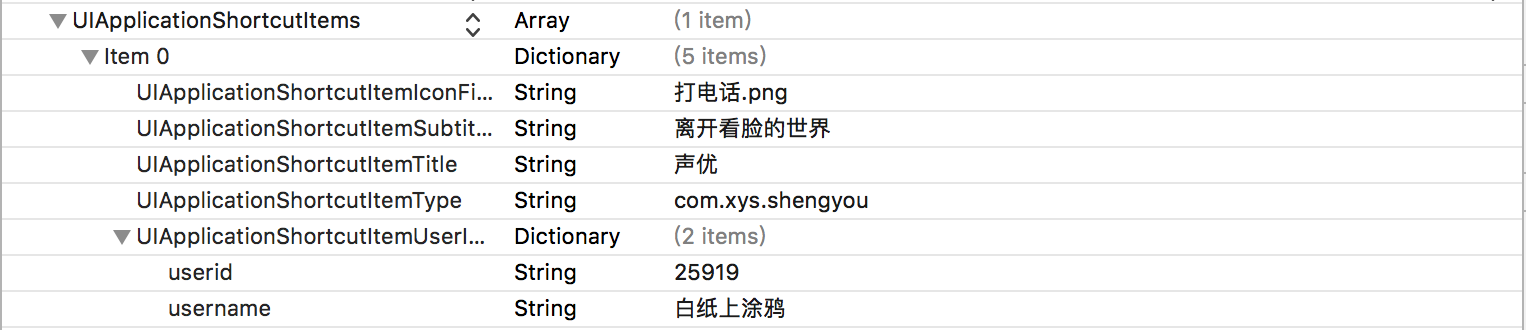 UIApplicationShortcutItems Array (1 item)
Item 0 Dictionary (5 items)
UIApplicationShortcutItemIconFi... String 打电话.png
UIApplicationShortcutItemSubtit... String 离开看脸的世界
UIApplicationShortcutItemTitle String 声优
UIApplicationShortcutItemType String com.xys.shengyou
UIApplicationShortcutItemUserI... Dictionary (2 items)
userid String 25919
username String 白纸上涂鸦